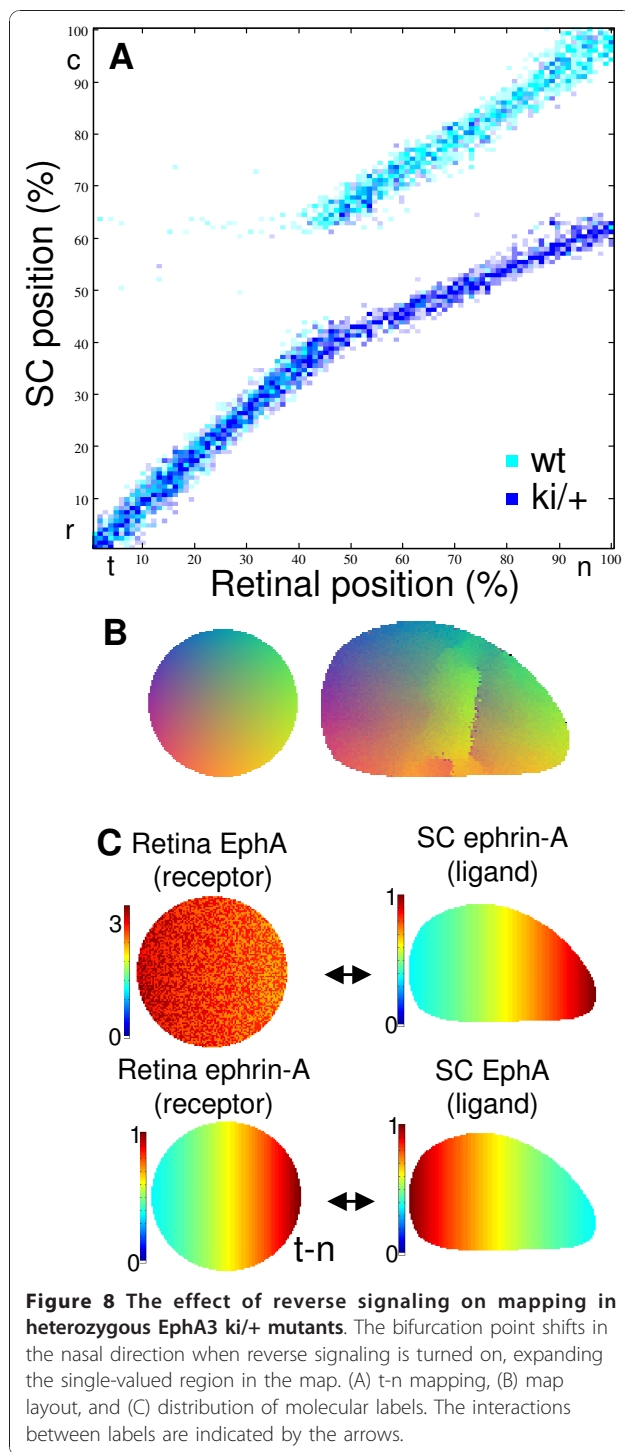 A
c
r
100
90
80
70
60
50
40
30
20
10
SC position (%)
wt
ki/+
10 20 30 40 50 60 70 80 90 100
t
n
Retinal position (%)
B
C
Retina EphA
(receptor)
SC ephrin-A
(ligand)
3
0
1
0
Retina ephrin-A
(receptor)
SC EphA
(ligand)
1
0
t-n
1
0
Figure 8 The effect of reverse signaling on mapping in
heterozygous EphA3 ki/+ mutants. The bifurcation point shifts in
the nasal direction when reverse signaling is turned on, expanding
the single-valued region in the map. (A) t-n mapping, (B) map
layout, and (C) distribution of molecular labels. The interactions
between labels are indicated by the arrows.